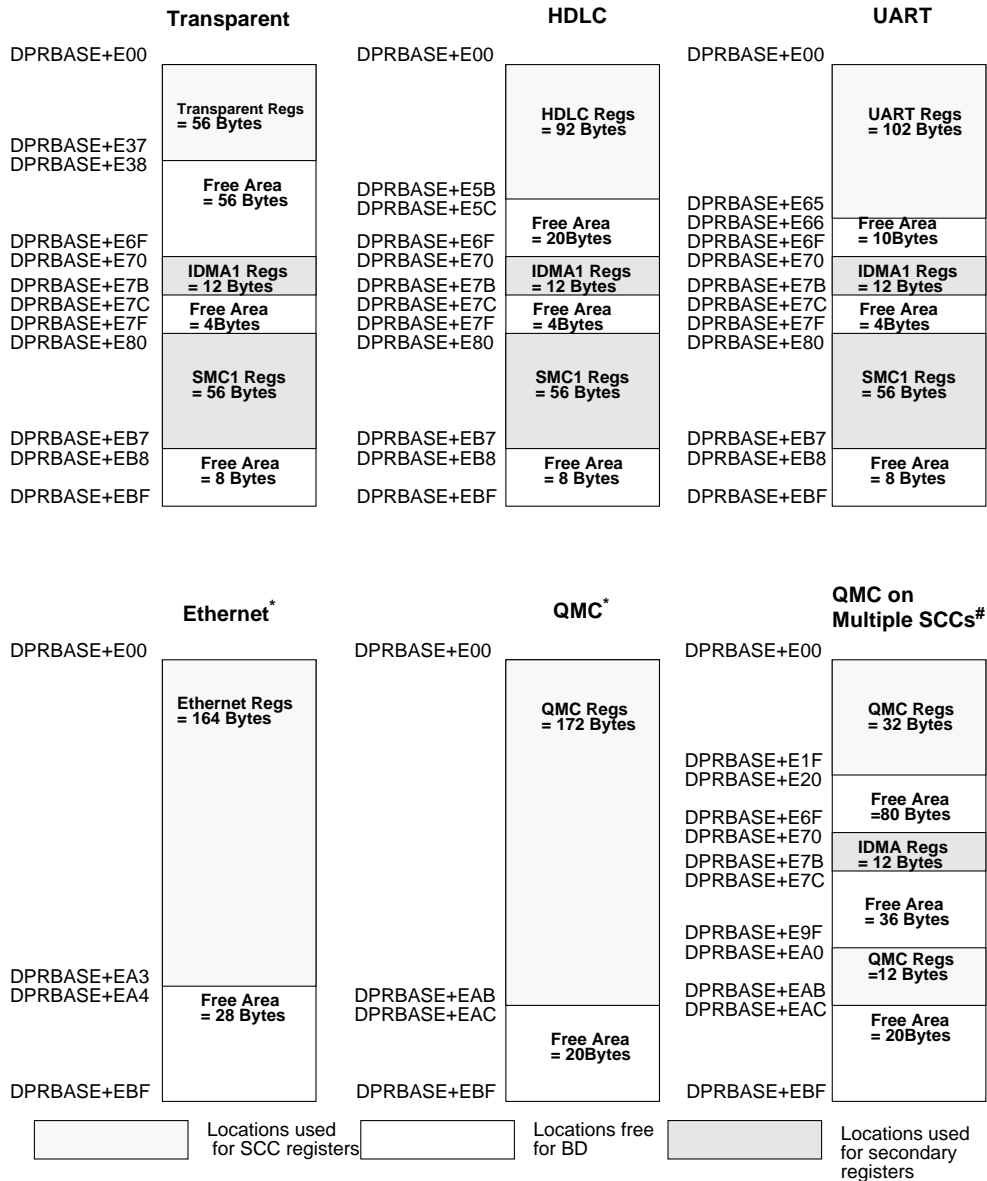 Transparent
DPRBASE+E00
Transparent Regs
= 56 Bytes
DPRBASE+E37
DPRBASE+E38
Free Area
= 56 Bytes
DPRBASE+E6F
DPRBASE+E70
IDMA1 Regs
= 12 Bytes
DPRBASE+E7B
DPRBASE+E7C
Free Area
= 4Bytes
DPRBASE+E7F
DPRBASE+E80
SMC1 Regs
= 56 Bytes
DPRBASE+EB7
DPRBASE+EB8
Free Area
= 8 Bytes
DPRBASE+EBF
HDLC
DPRBASE+E00
HDLC Regs
= 92 Bytes
DPRBASE+E5B
DPRBASE+E5C
Free Area
= 20Bytes
DPRBASE+E6F
DPRBASE+E70
IDMA1 Regs
= 12 Bytes
DPRBASE+E7B
DPRBASE+E7C
Free Area
= 4Bytes
DPRBASE+E7F
DPRBASE+E80
SMC1 Regs
= 56 Bytes
DPRBASE+EB7
DPRBASE+EB8
Free Area
= 8 Bytes
DPRBASE+EBF
UART
DPRBASE+E00
UART Regs
= 102 Bytes
DPRBASE+E65
DPRBASE+E66
Free Area
= 10Bytes
DPRBASE+E6F
DPRBASE+E70
IDMA1 Regs
= 12 Bytes
DPRBASE+E7B
DPRBASE+E7C
Free Area
= 4Bytes
DPRBASE+E7F
DPRBASE+E80
SMC1 Regs
= 56 Bytes
DPRBASE+EB7
DPRBASE+EB8
Free Area
= 8 Bytes
DPRBASE+EBF
Ethernet*
DPRBASE+E00
Ethernet Regs
= 164 Bytes
DPRBASE+EA3
DPRBASE+EA4
Free Area
= 28 Bytes
DPRBASE+EBF
QMC*
DPRBASE+E00
QMC Regs
= 172 Bytes
DPRBASE+EAB
DPRBASE+EAC
Free Area
= 20Bytes
DPRBASE+EBF
QMC on
Multiple SCCs#
DPRBASE+E00
QMC Regs
= 32 Bytes
DPRBASE+E1F
DPRBASE+E20
Free Area
=80 Bytes
DPRBASE+E6F
DPRBASE+E70
IDMA Regs
= 12 Bytes
DPRBASE+E7B
DPRBASE+E7C
Free Area
= 36 Bytes
DPRBASE+E9F
DPRBASE+EA0
QMC Regs
=12 Bytes
DPRBASE+EAB
DPRBASE+EAC
Free Area
= 20Bytes
DPRBASE+EBF
Locations used
for SCC registers
Locations free
for BD
Locations used
for secondary
registers